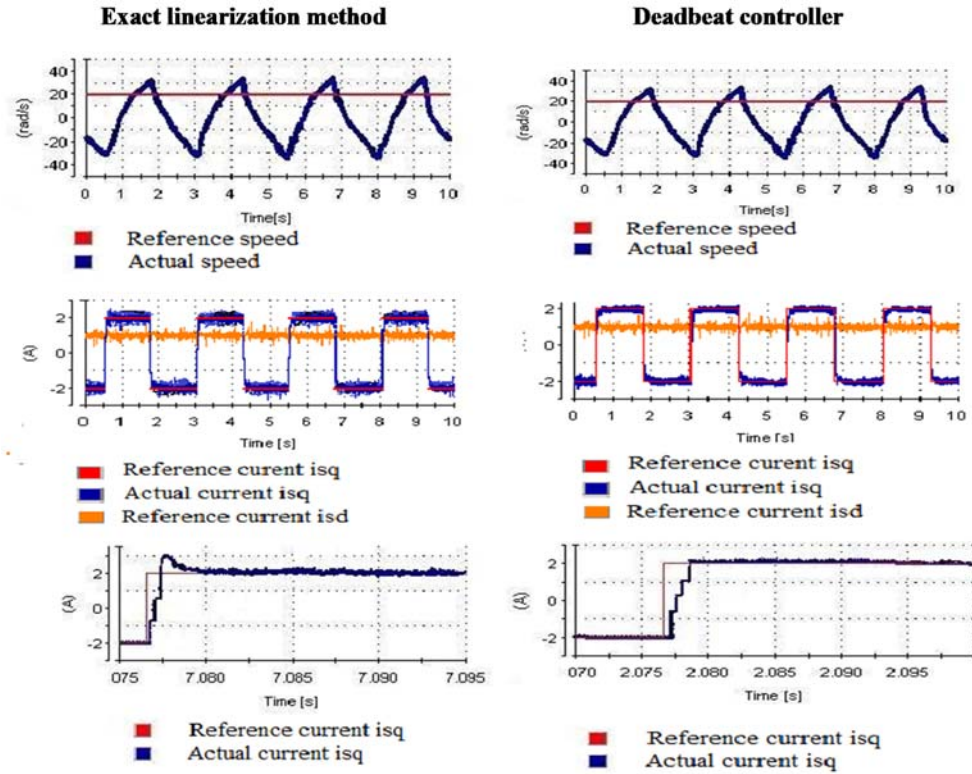 Exact linearization method
40
20
0
-20
-40
(rad/s)
0 1 2 3 4 5 6 7 8 9 10
Time[s]
Reference speed
Actual speed
2
0
-2
(A)
0 1 2 3 4 5 6 7 8 9 10
Time [s]
Reference curent isq
Actual current isq
Reference current isd
2
0
-2
(A)
075 7.080 7.085 7.090 7.095
Time [s]
Reference current isq
Actual current isq
Deadbeat controller
40
20
0
-20
-40
(rad/s)
0 1 2 3 4 5 6 7 8 9 10
Time[s]
Reference speed
Actual speed
2
0
-2
0 1 2 3 4 5 6 7 8 9 10
Time [s]
Reference curent isq
Actual current isq
Reference current isd
2
0
-2
(A)
2.070 2.075 2.080 2.085 2.090 2.095
Time [s]
Reference current isq
Actual current isq